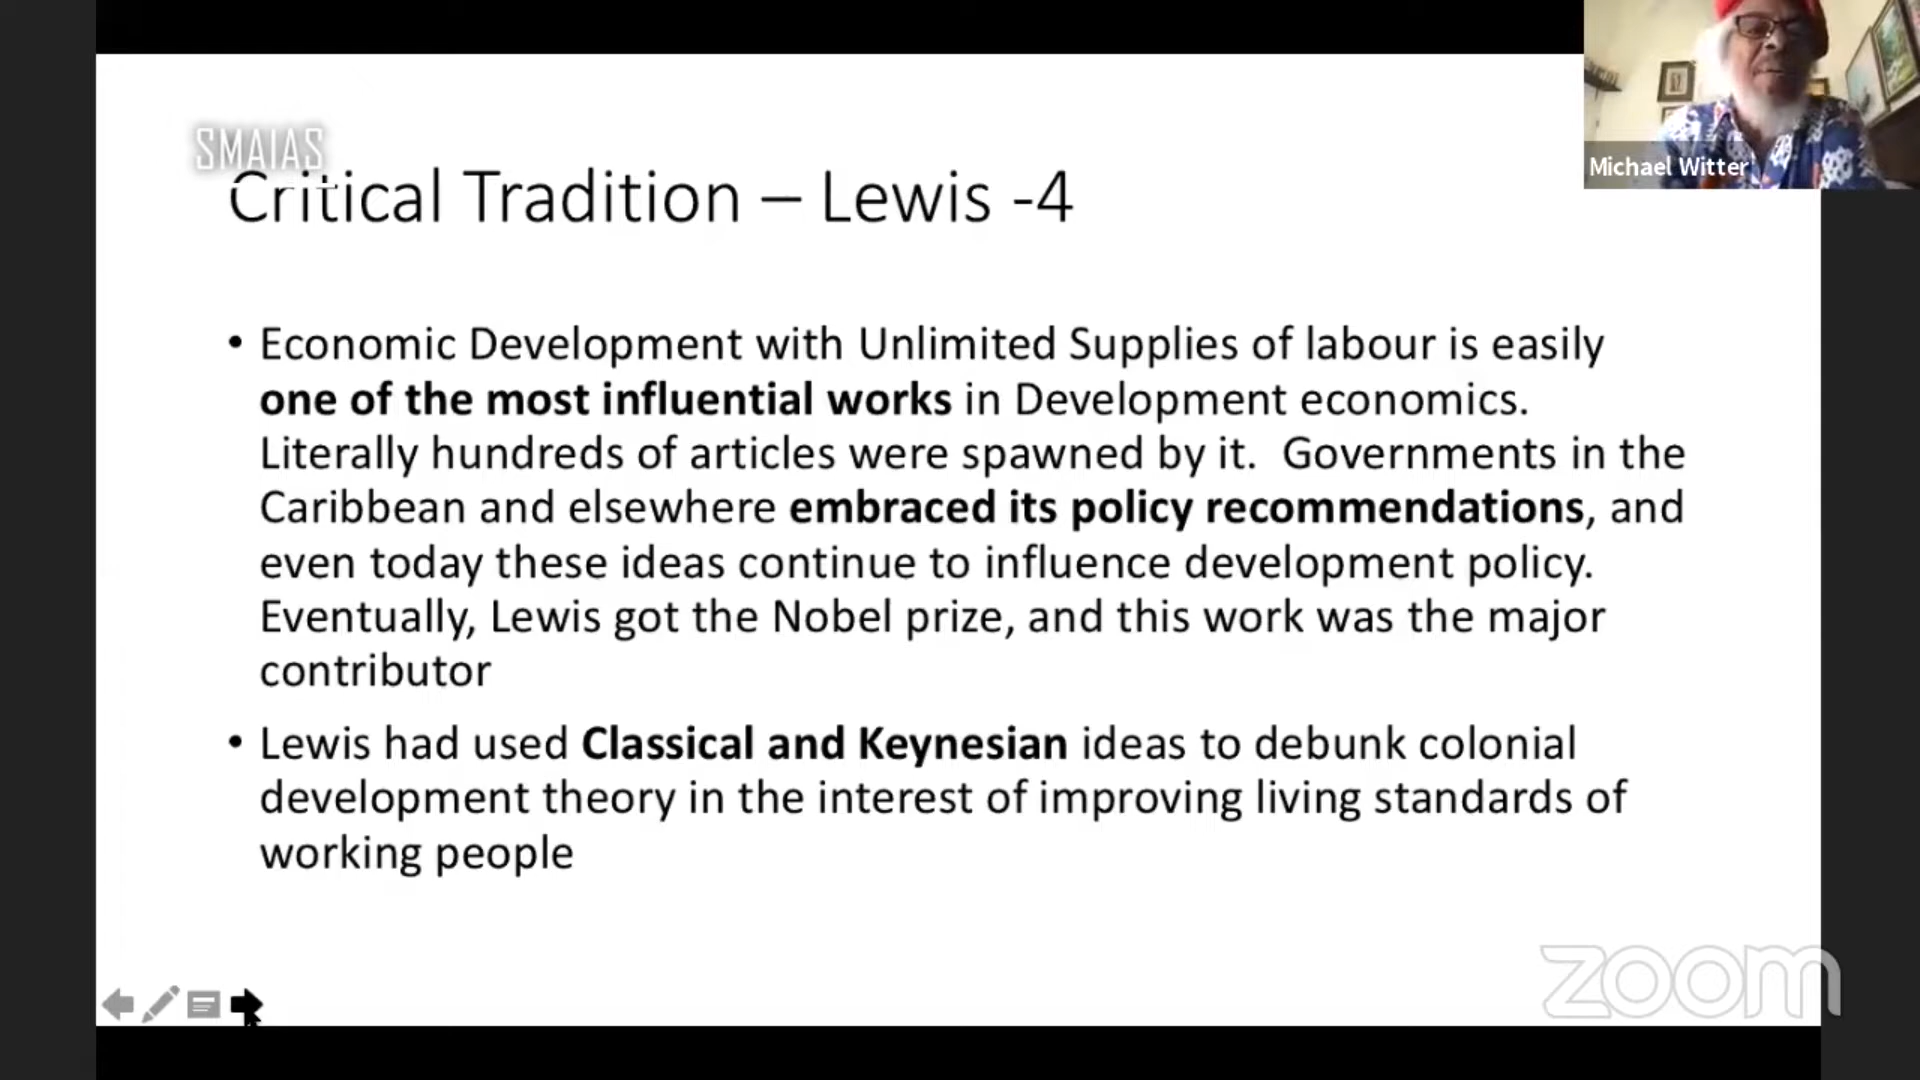 SMAIAS
Michael Witter
Critical Tradition – Lewis -4
• Economic Development with Unlimited Supplies of labour is easily
one of the most influential works in Development economics.
Literally hundreds of articles were spawned by it.  Governments in the
Caribbean and elsewhere embraced its policy recommendations, and
even today these ideas continue to influence development policy.
Eventually, Lewis got the Nobel prize, and this work was the major
contributor
• Lewis had used Classical and Keynesian ideas to debunk colonial
development theory in the interest of improving living standards of
working people
zoom